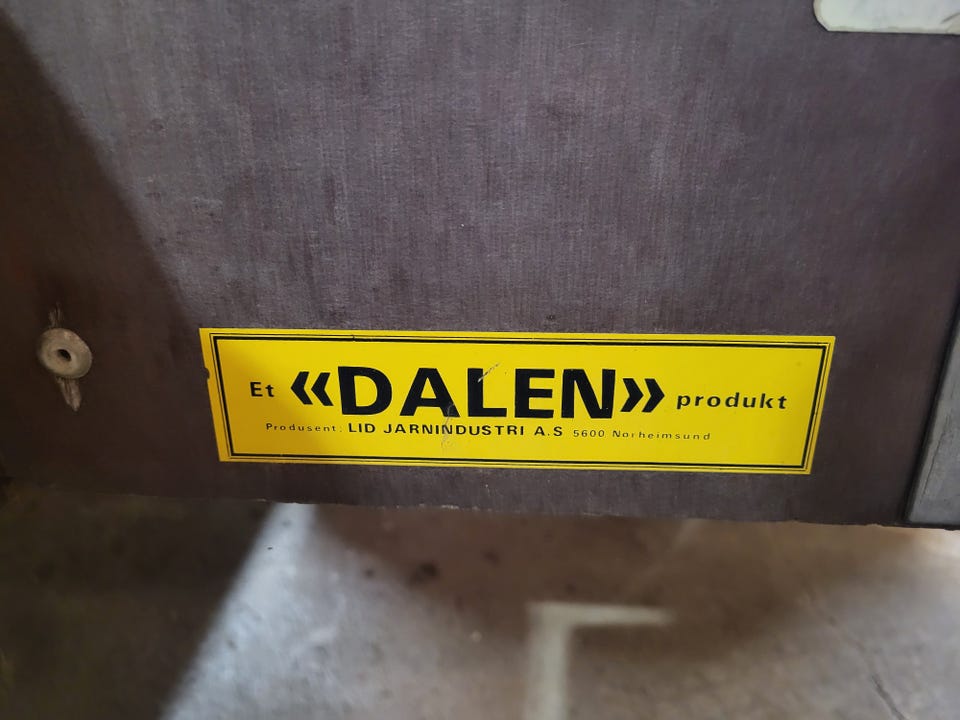 Et «DALEN» produkt
Produsent: LID JARNINDUSTRI A.S 5600 Norheimsund